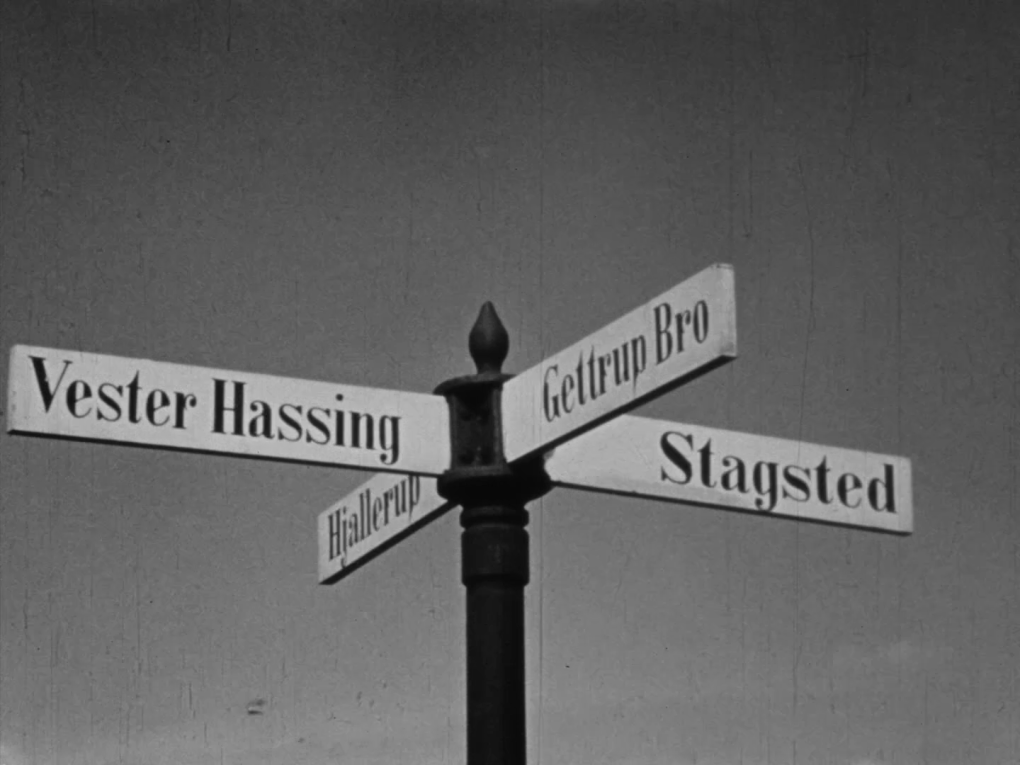 Vester Hassing
Gettrup Bro
Stagsted
Hjallerup